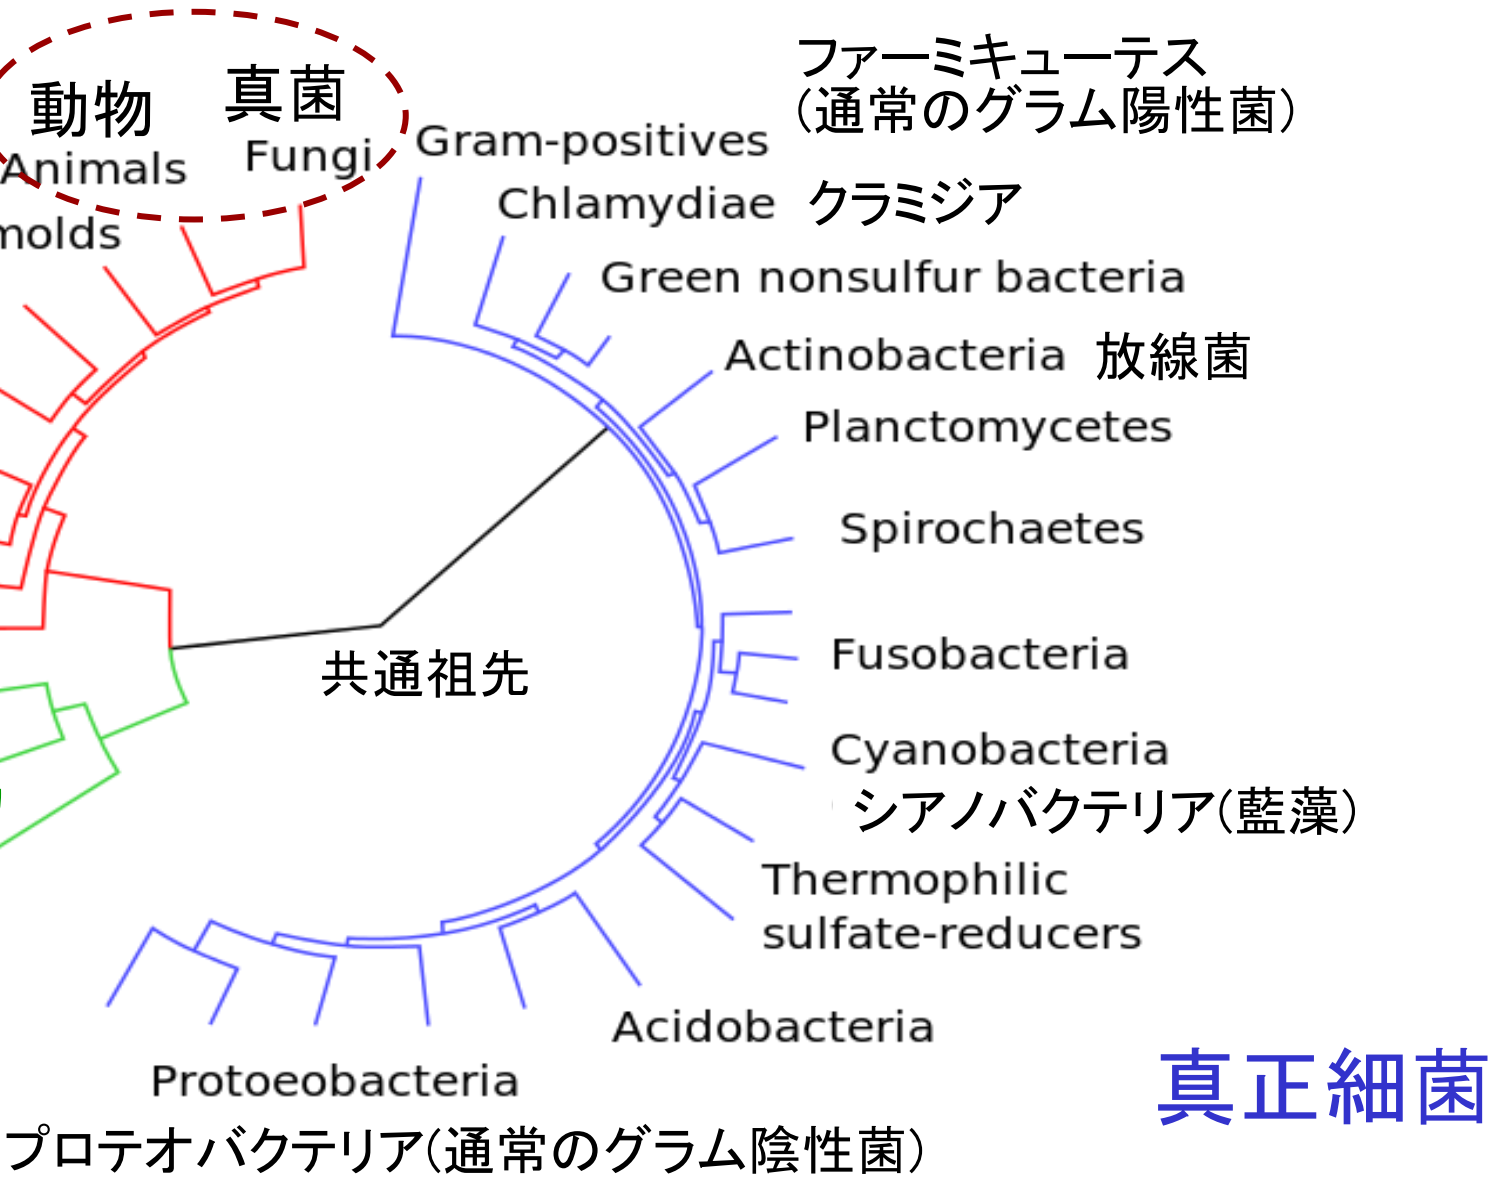 動物
真菌
Animals
Fungi
molds
ファーミキューテス
(通常のグラム陽性菌)
Gram-positives
Chlamydiae クラミジア
Green nonsulfur bacteria
Actinobacteria 放線菌
Planctomycetes
Spirochaetes
共通祖先
Fusobacteria
Cyanobacteria
シアノバクテリア(藍藻)
Thermophilic
sulfate-reducers
Acidobacteria
Protoeobacteria
プロテオバクテリア(通常のグラム陰性菌)
真正細菌